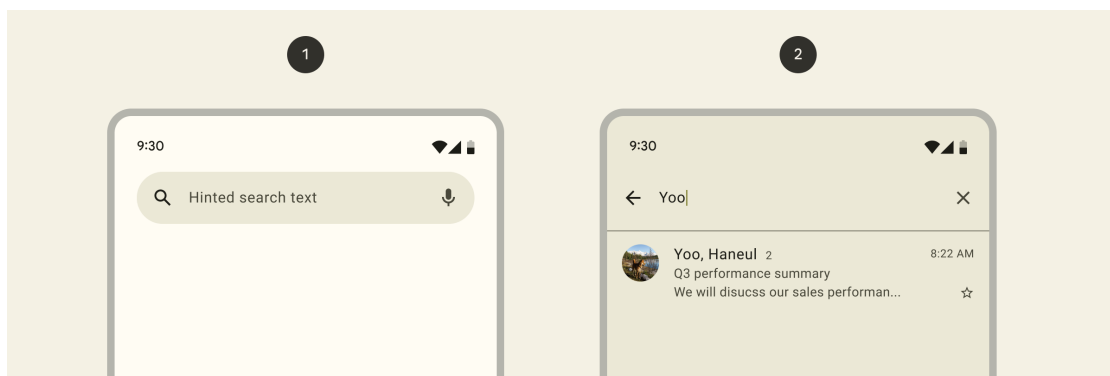 1
9:30
Hinted search text
2
9:30
Yoo
Yoo, Haneul 2 8:22 AM
Q3 performance summary
We will disucss our sales performan...